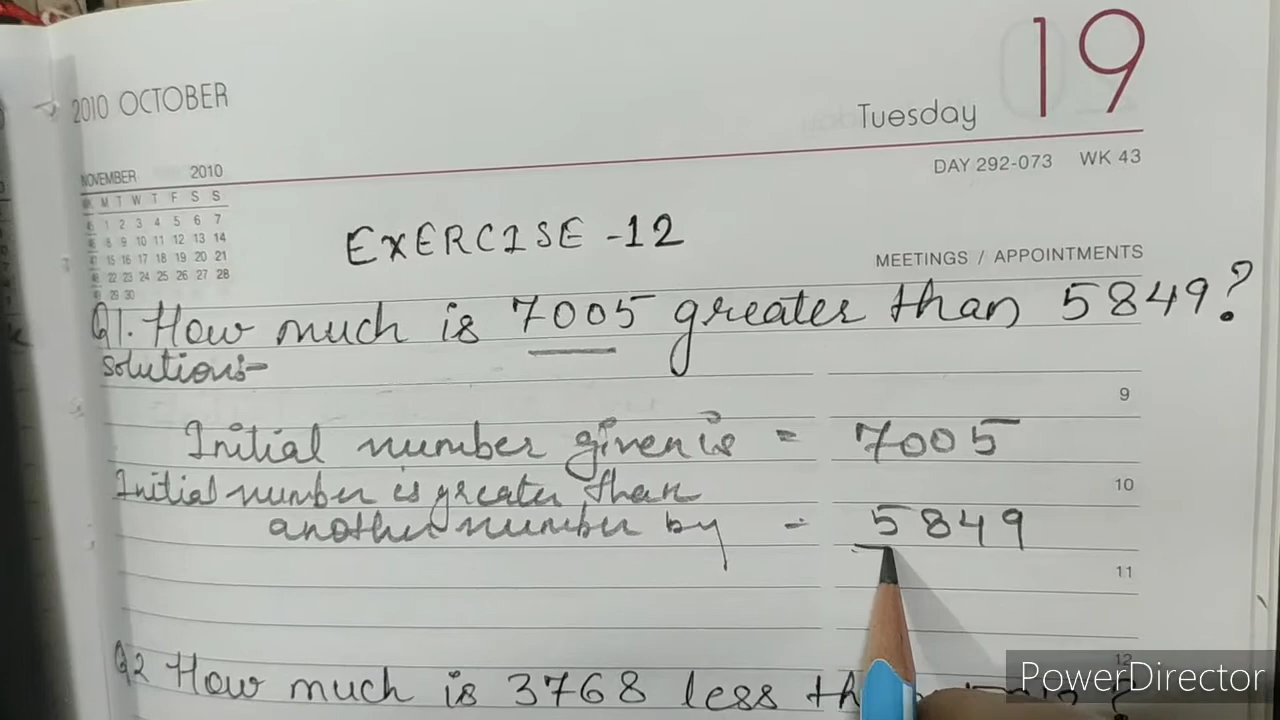 2010 OCTOBER
Tuesday 19
DAY 292-073 WK 43
NOVEMBER 2010
M T W T F S S
1 2 3 4 5 6 7
8 9 10 11 12 13 14
15 16 17 18 19 20 21
22 23 24 25 26 27 28
29 30
EXERCISE -12
MEETINGS / APPOINTMENTS
Q1. How much is 7005 greater than 5849?
Solution:-
9
Initial number given is = 7005
Initial number is greater than
10
another number by - 5849
11
12
Q2 How much is 3768 less th ?
PowerDirector